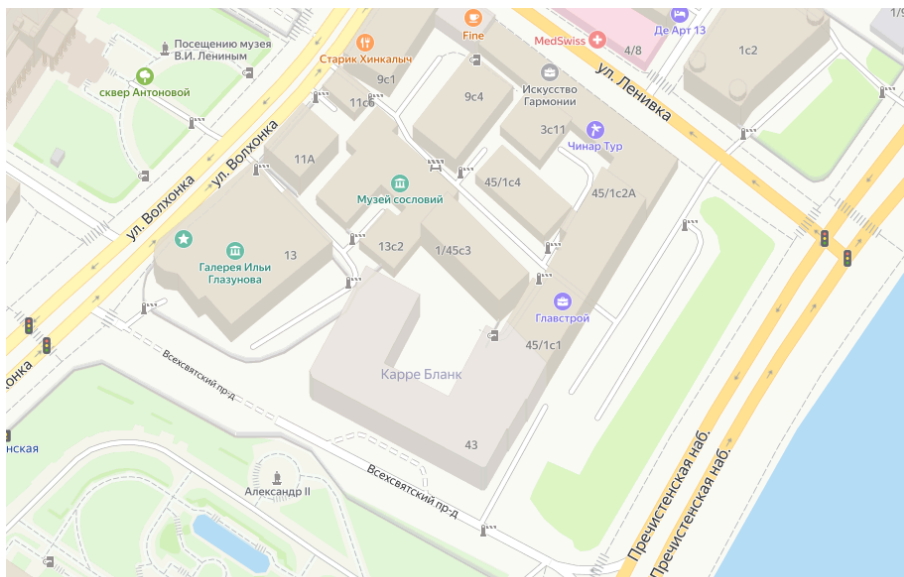 Посещению музея
В.И. Лениным
сквер Антоновой
Старик Хинкалыч
9с1
11с6
11А
Fine
9с4
MedSwiss
4/8
Де Арт 13
1с2
Искусство
Гармонии
ул. Ленивка
3с11
Чинар Тур
ул. Волхонка
ул. Волхонка
45/1с4
45/1с2А
Музей сословий
13
13с2
1/45с3
Галерея Ильи
Глазунова
Главстрой
45/1с1
Карре Бланк
43
Всехсвятский пр-д
Всехсвятский пр-д
Александр II
Пречистенская наб.
Пречистенская наб.